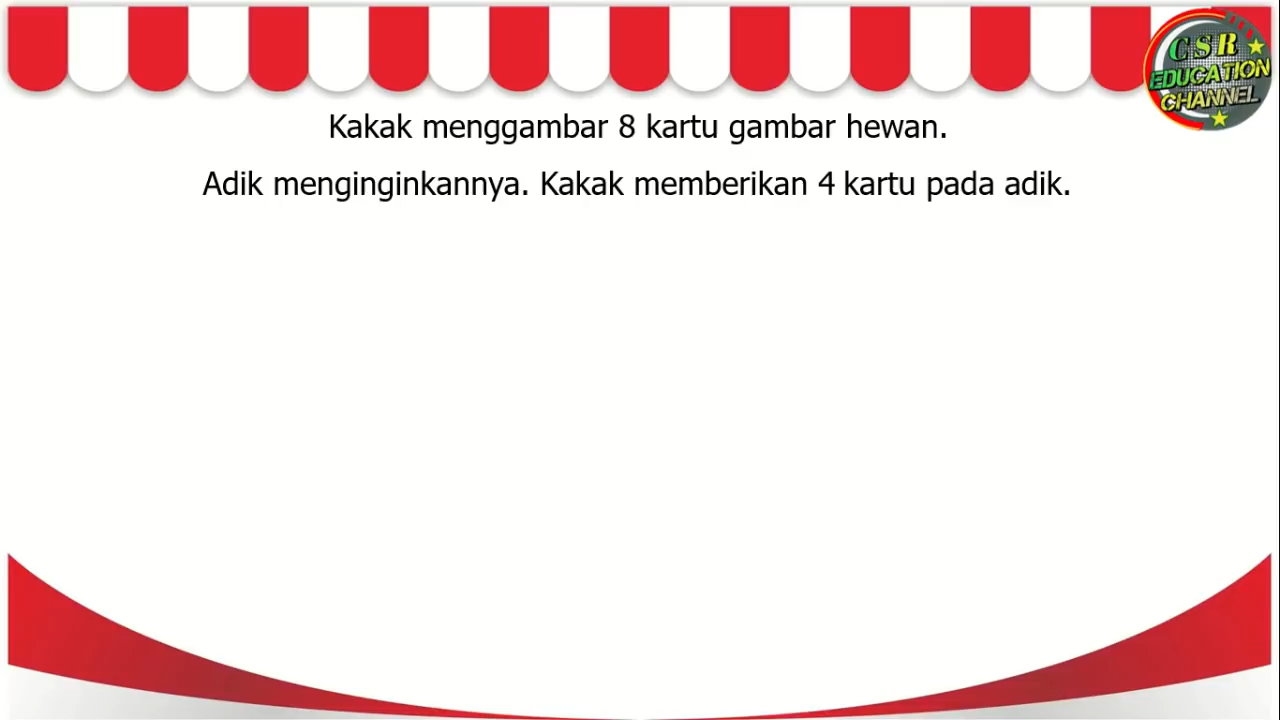 CSR
EDUCATION
CHANNEL
Kakak menggambar 8 kartu gambar hewan.
Adik menginginkannya. Kakak memberikan 4 kartu pada adik.